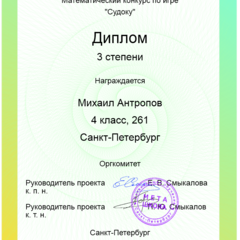 Математический конкурс по игре
"Судоку"
Диплом
3 степени
Награждается
Михаил Антропов
4 класс, 261
Санкт-Петербург
Оргкомитет
Руководитель проекта Е. В. Смыкалова
к. п. н.
Руководитель проекта П. Ю. Смыкалов
к. т. н.
Санкт-Петербург